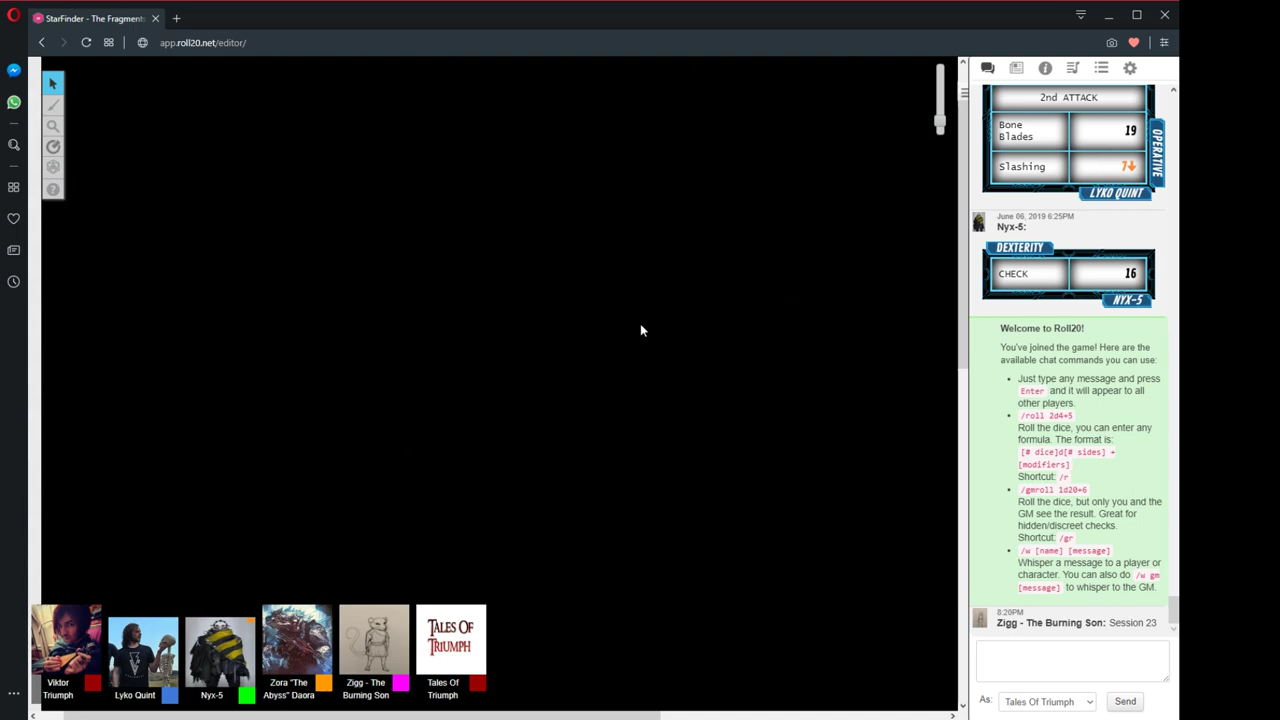 StarFinder - The Fragments
app.roll20.net/editor/
2nd ATTACK
Bone
Blades
19
Slashing
7
OPERATIVE
LYKO QUINT
June 06, 2019 6:25PM
Nyx-5:
DEXTERITY
CHECK
16
NYX-5
Welcome to Roll20!
You've joined the game! Here are the
available chat commands you can use:
Just type any message and press
Enter and it will appear to all
other players.
/roll 2d4+5
Roll the dice, you can enter any
formula. The format is:
[# dice]d[# sides] +
[modifiers]
Shortcut: /r
/gmroll 1d20+6
Roll the dice, but only you and the
GM see the result. Great for
hidden/discreet checks.
Shortcut: /gr
/w [name] [message]
Whisper a message to a player or
character. You can also do /w gm
[message] to whisper to the GM.
8:20PM
Zigg - The Burning Son: Session 23
As:
Tales Of Triumph
Send
Viktor
Triumph
Lyko Quint
Nyx-5
Zora "The
Abyss" Daora
Zigg - The
Burning Son
TALES OF
TRIUMPH
Tales Of
Triumph